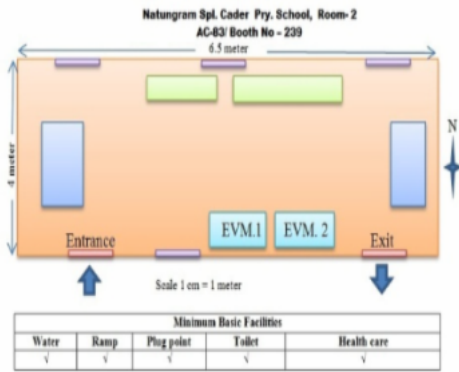 Natungram Spl. Cader Pry. School, Room- 2
AC-83/ Booth No - 239
6.5 meter
4 meter
N
EVM.1 EVM. 2
Entrance Exit
Scale 1 cm = 1 meter
Minimum Basic Facilities
Water Ramp Plug point Toilet Health care
√ √ √ √ √